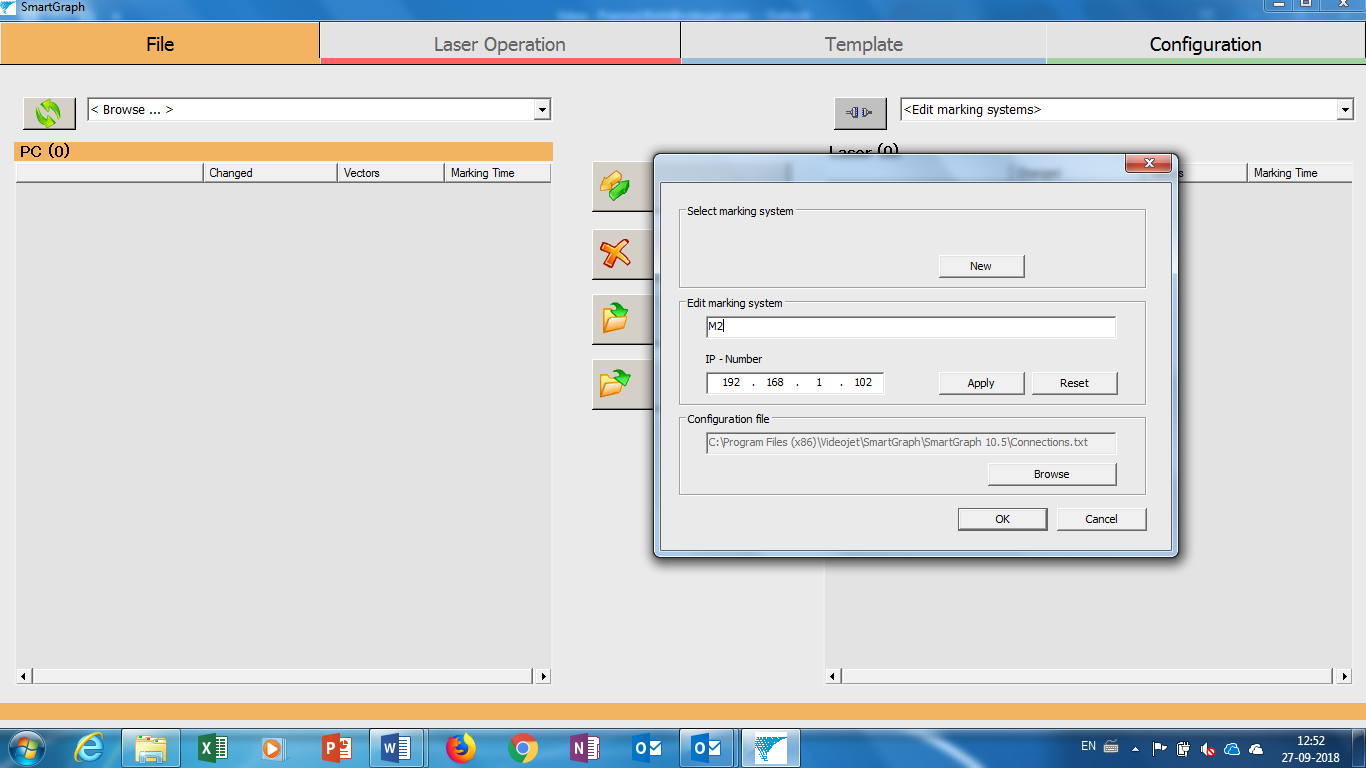 SmartGraph
File
Laser Operation
Template
Configuration
< Browse ... >
<Edit marking systems>
PC (0)
Laser (0)
Changed
Vectors
Marking Time
Marking Time
Select marking system
New
Edit marking system
M2
IP - Number
192 . 168 . 1 . 102
Apply
Reset
Configuration file
C:\Program Files (x86)\Videojet\SmartGraph\SmartGraph 10.5\Connections.txt
Browse
OK
Cancel
EN
12:52
27-09-2018